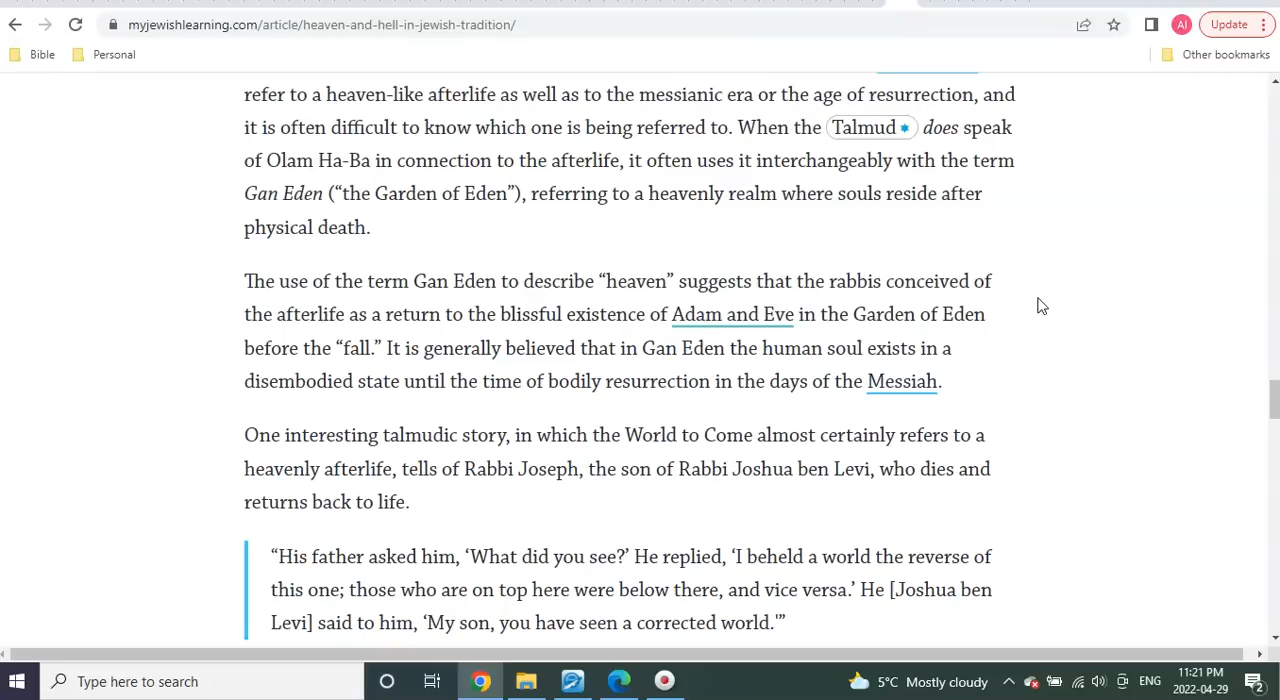 myjewishlearning.com/article/heaven-and-hell-in-jewish-tradition/
AI
Update
Bible
Personal
Other bookmarks
refer to a heaven-like afterlife as well as to the messianic era or the age of resurrection, and
it is often difficult to know which one is being referred to. When the Talmud does speak
of Olam Ha-Ba in connection to the afterlife, it often uses it interchangeably with the term
Gan Eden (“the Garden of Eden”), referring to a heavenly realm where souls reside after
physical death.
The use of the term Gan Eden to describe “heaven” suggests that the rabbis conceived of
the afterlife as a return to the blissful existence of Adam and Eve in the Garden of Eden
before the “fall.” It is generally believed that in Gan Eden the human soul exists in a
disembodied state until the time of bodily resurrection in the days of the Messiah.
One interesting talmudic story, in which the World to Come almost certainly refers to a
heavenly afterlife, tells of Rabbi Joseph, the son of Rabbi Joshua ben Levi, who dies and
returns back to life.
“His father asked him, ‘What did you see?’ He replied, ‘I beheld a world the reverse of
this one; those who are on top here were below there, and vice versa.’ He [Joshua ben
Levi] said to him, ‘My son, you have seen a corrected world.'”
Type here to search
5°C Mostly cloudy
ENG
11:21 PM
2022-04-29
2